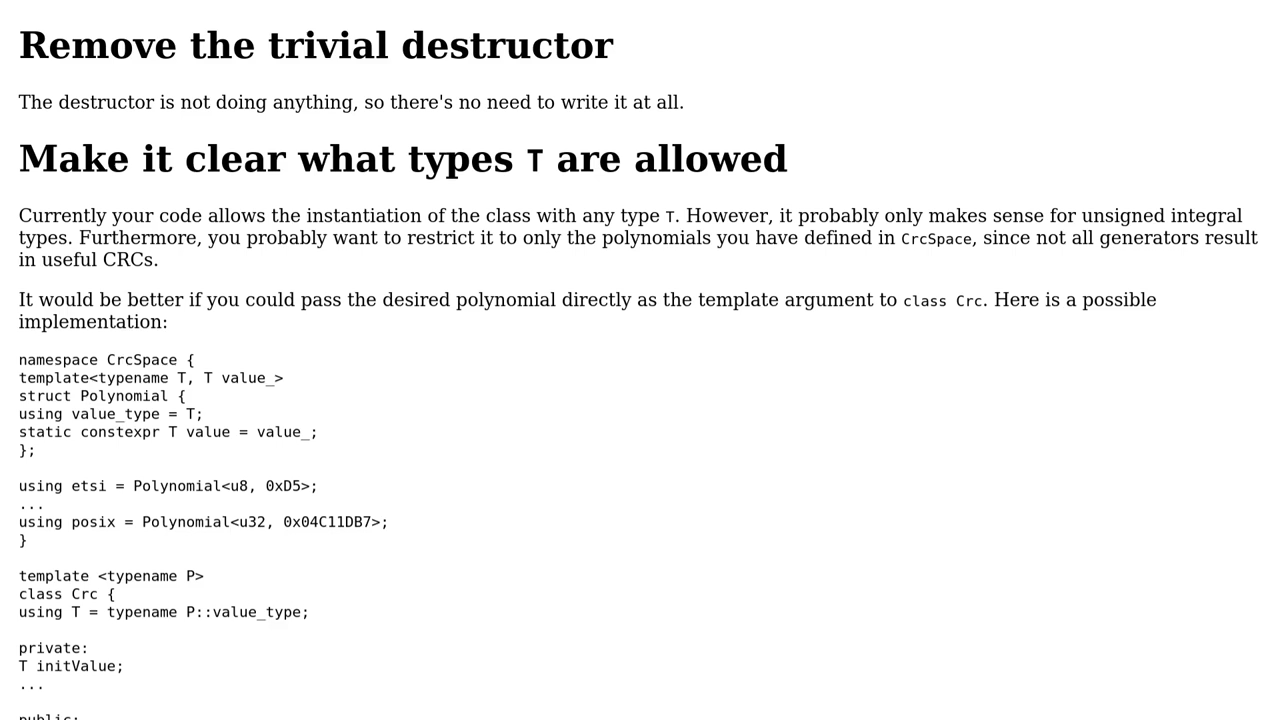 Remove the trivial destructor
The destructor is not doing anything, so there's no need to write it at all.
Make it clear what types T are allowed
Currently your code allows the instantiation of the class with any type T. However, it probably only makes sense for unsigned integral
types. Furthermore, you probably want to restrict it to only the polynomials you have defined in CrcSpace, since not all generators result
in useful CRCs.
It would be better if you could pass the desired polynomial directly as the template argument to class Crc. Here is a possible
implementation:
namespace CrcSpace {
template<typename T, T value_>
struct Polynomial {
using value_type = T;
static constexpr T value = value_;
};
using etsi = Polynomial<u8, 0xD5>;
...
using posix = Polynomial<u32, 0x04C11DB7>;
}
template <typename P>
class Crc {
using T = typename P::value_type;
private:
T initValue;
...
public: